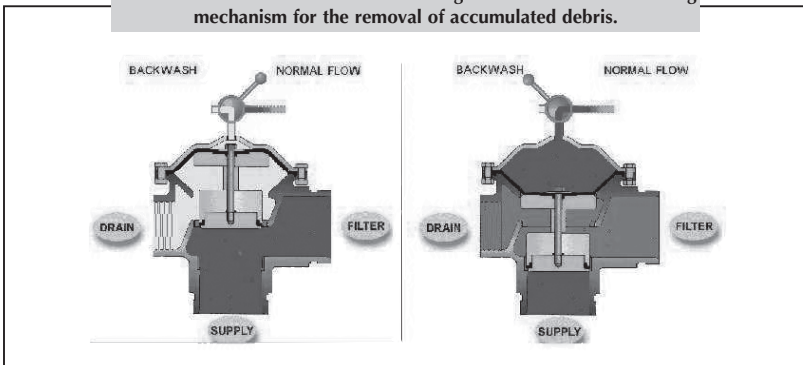 mechanism for the removal of accumulated debris.
BACKWASH NORMAL FLOW
DRAIN FILTER
SUPPLY
BACKWASH NORMAL FLOW
DRAIN FILTER
SUPPLY